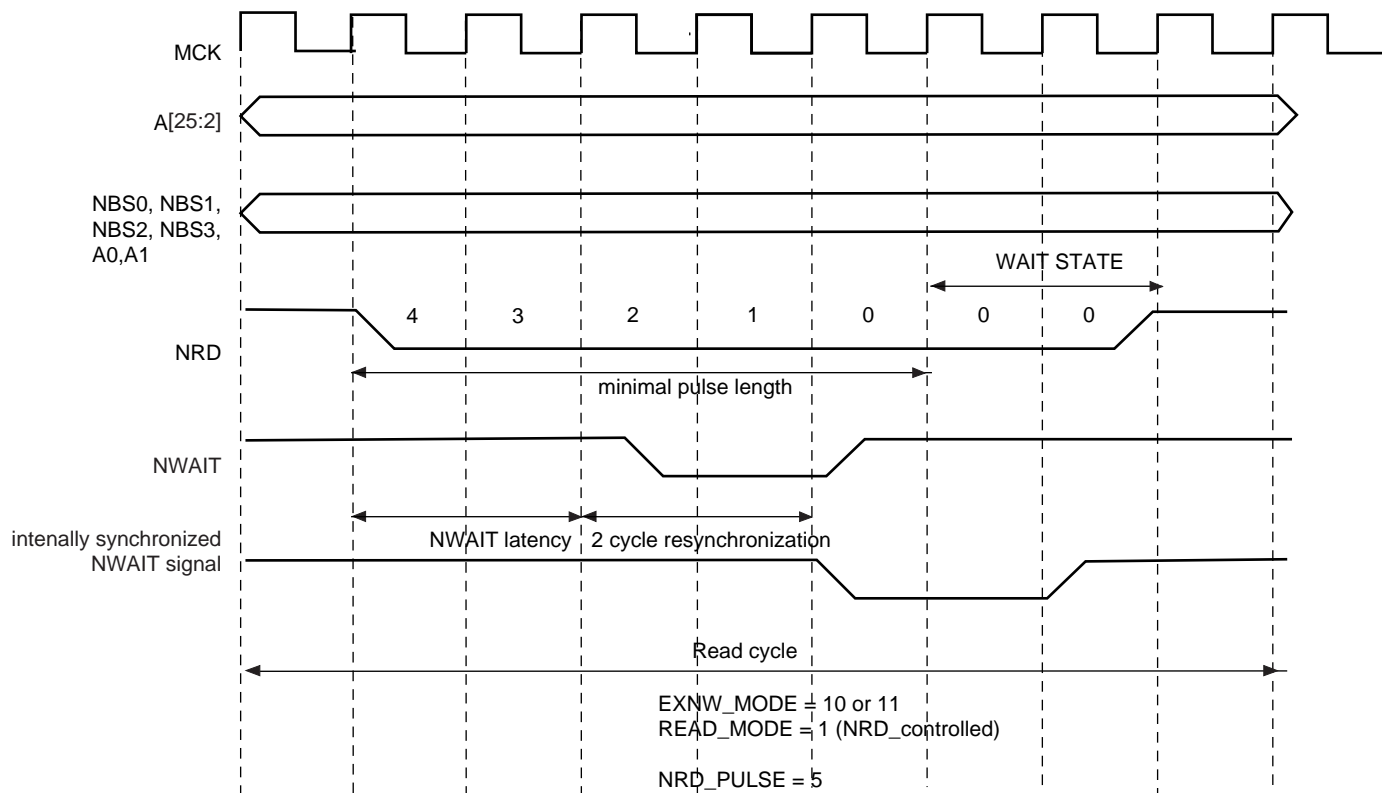 MCK
A[25:2]
NBS0, NBS1,
NBS2, NBS3,
A0,A1
WAIT STATE
4 3 2 1 0 0 0
NRD
minimal pulse length
NWAIT
intenally synchronized
NWAIT signal
NWAIT latency 2 cycle resynchronization
Read cycle
EXNW_MODE = 10 or 11
READ_MODE = 1 (NRD_controlled)
NRD_PULSE = 5